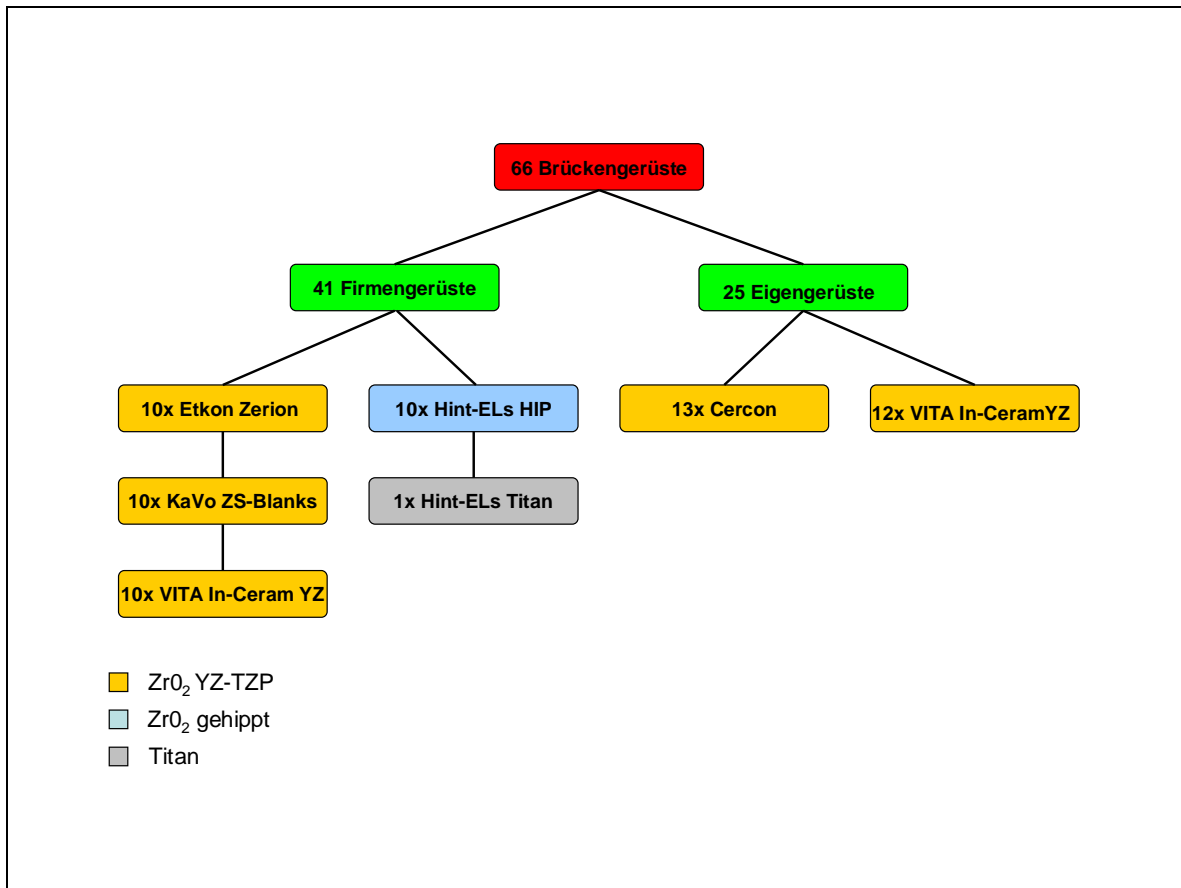 66 Brückengerüste
41 Firmengerüste
25 Eigengerüste
10x Etkon Zerion
10x Hint-ELs HIP
13x Cercon
12x VITA In-CeramYZ
10x KaVo ZS-Blanks
1x Hint-ELs Titan
10x VITA In-Ceram YZ
Zr0₂ YZ-TZP
Zr0₂ gehippt
Titan